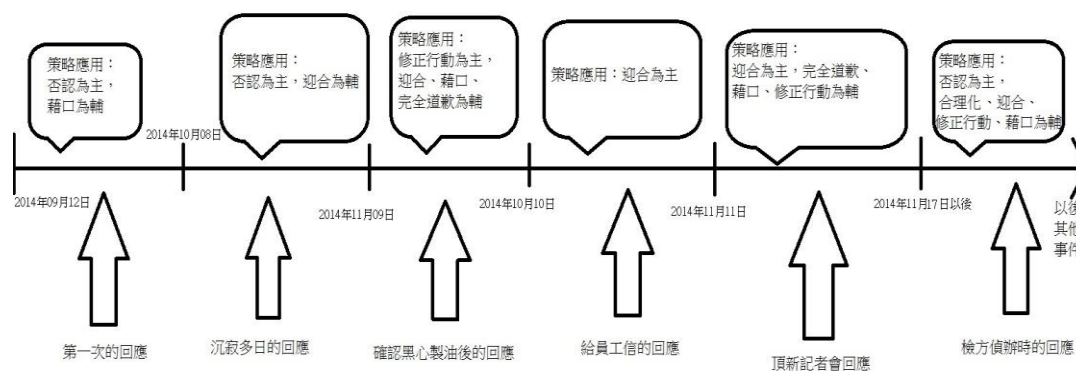 策略應用：
否認為主，
藉口為輔
策略應用：
否認為主，迎合為輔
策略應用：
修正行動為主，
迎合、藉口、
完全道歉為輔
策略應用：迎合為主
策略應用：
迎合為主，完全道歉、
藉口、修正行動為輔
策略應用：
否認為主，
合理化、迎合、
修正行動、藉口為輔
2014年09月12日
2014年10月08日
2014年11月09日
2014年10月10日
2014年11月11日
2014年11月17日以後
以後
其他
事件
第一次的回應
沉寂多日的回應
確認黑心製油後的回應
給員工信的回應
頂新記者會回應
檢方偵辦時的回應